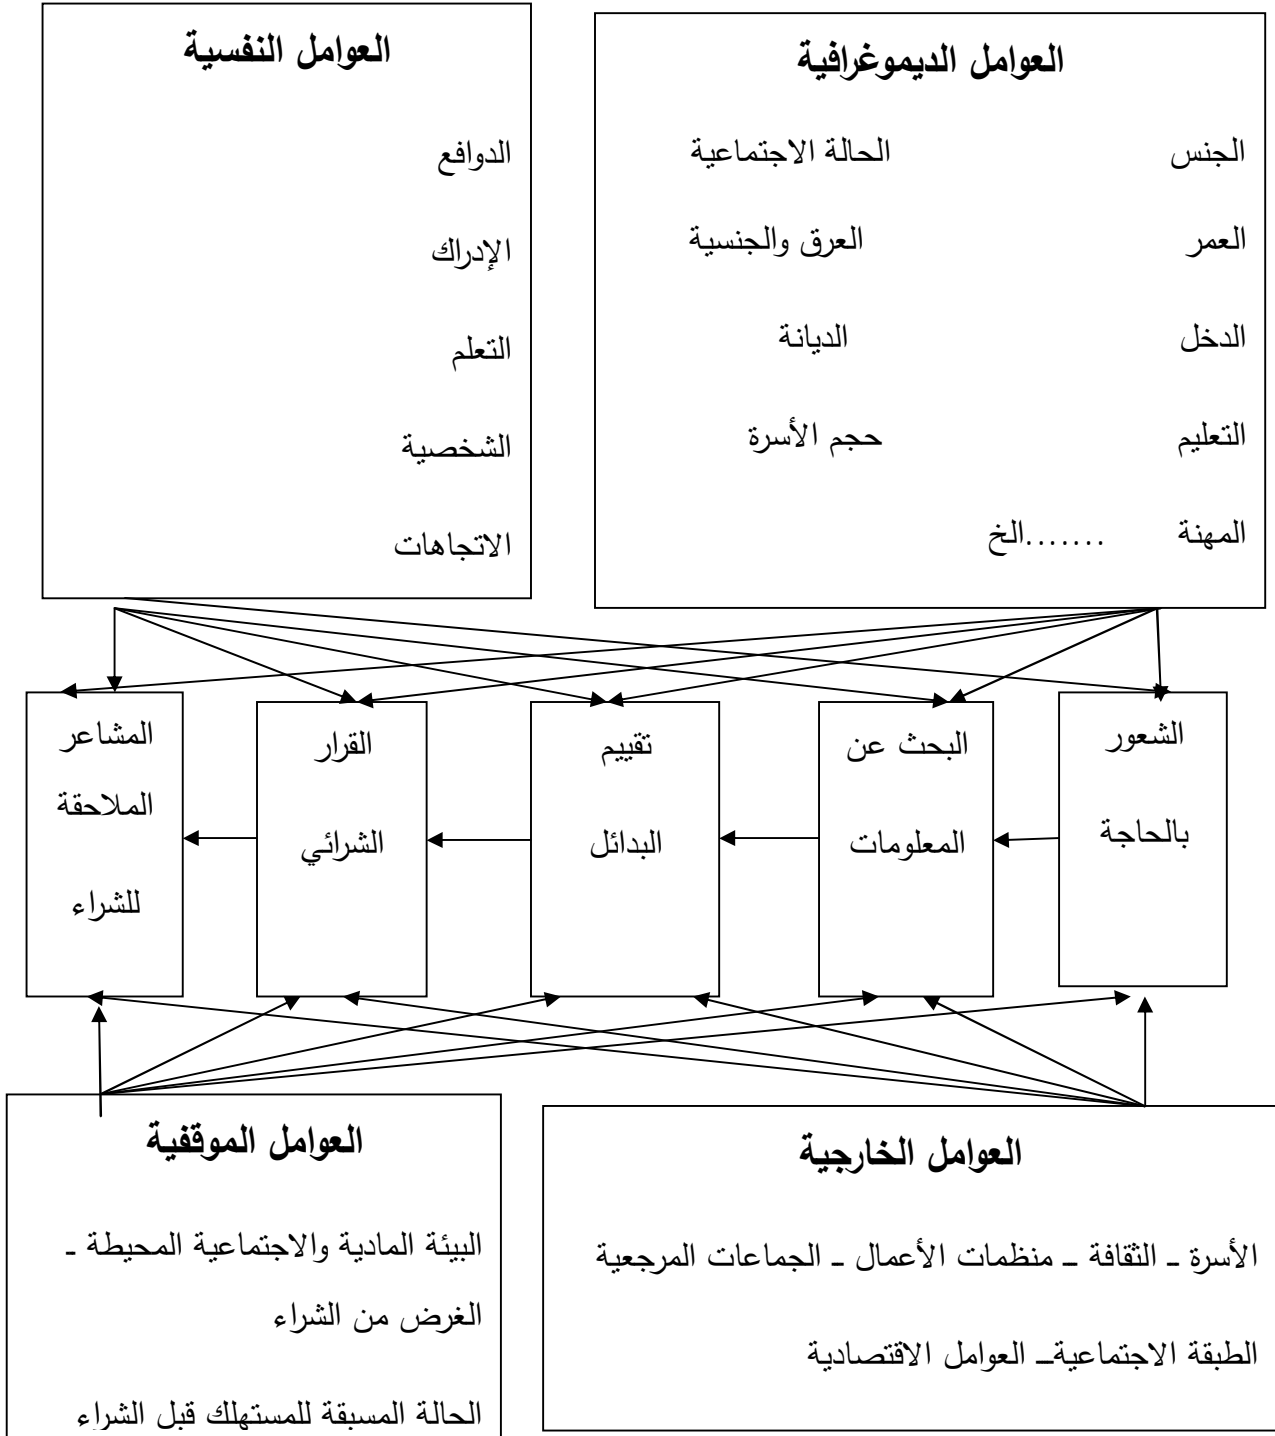 العوامل الديموغرافية
الجنس الحالة الاجتماعية
العمر العرق والجنسية
الدخل الديانة
التعليم حجم الأسرة
المهنة .......الخ
العوامل النفسية
الدوافع
الإدراك
التعلم
الشخصية
الاتجاهات
الشعور
بالحاجة
البحث عن
المعلومات
تقييم
البدائل
القرار
الشرائي
المشاعر
الملاحقة
للشراء
العوامل الخارجية
الأسرة ـ الثقافة ـ منظمات الأعمال ـ الجماعات المرجعية
الطبقة الاجتماعيةـ العوامل الاقتصادية
العوامل الموقفية
البيئة المادية والاجتماعية المحيطة ـ
الغرض من الشراء
الحالة المسبقة للمستهلك قبل الشراء